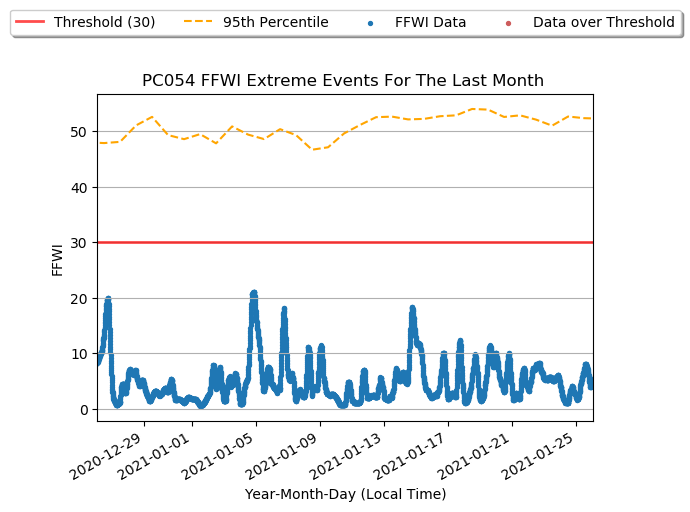 Threshold (30) 95th Percentile FFWI Data Data over Threshold
PC054 FFWI Extreme Events For The Last Month
50
40
30
20
10
0
FFWI
2020-12-29 2021-01-01 2021-01-05 2021-01-09 2021-01-13 2021-01-17 2021-01-21 2021-01-25
Year-Month-Day (Local Time)